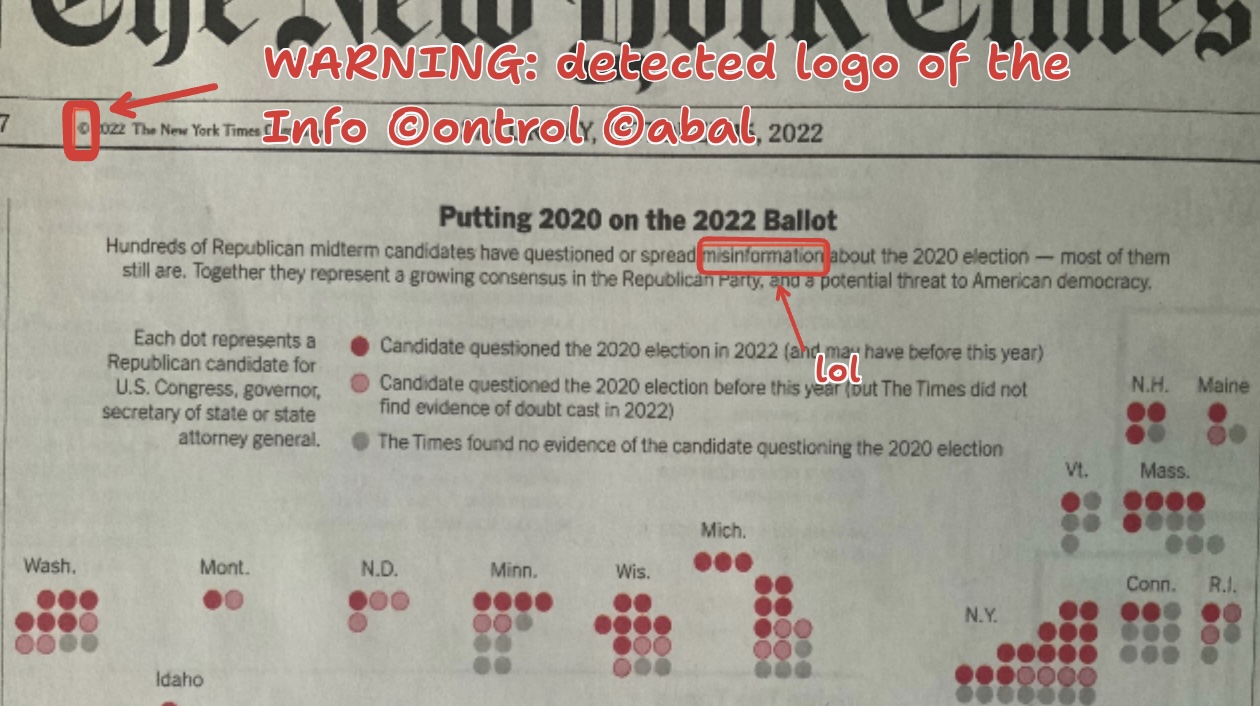 The New York Times
WARNING: detected logo of the
Info ©ontrol ©abal
7
© 2022 The New York Times
, 2022
Putting 2020 on the 2022 Ballot
Hundreds of Republican midterm candidates have questioned or spread misinformation about the 2020 election — most of them
still are. Together they represent a growing consensus in the Republican Party, and a potential threat to American democracy.
Each dot represents a
Republican candidate for
U.S. Congress, governor,
secretary of state or state
attorney general.
Candidate questioned the 2020 election in 2022 (and may have before this year)
lol
Candidate questioned the 2020 election before this year (but The Times did not
find evidence of doubt cast in 2022)
The Times found no evidence of the candidate questioning the 2020 election
N.H. Maine
Vt. Mass.
Mich.
Wash. Mont. N.D. Minn. Wis.
Conn. R.I.
N.Y.
Idaho